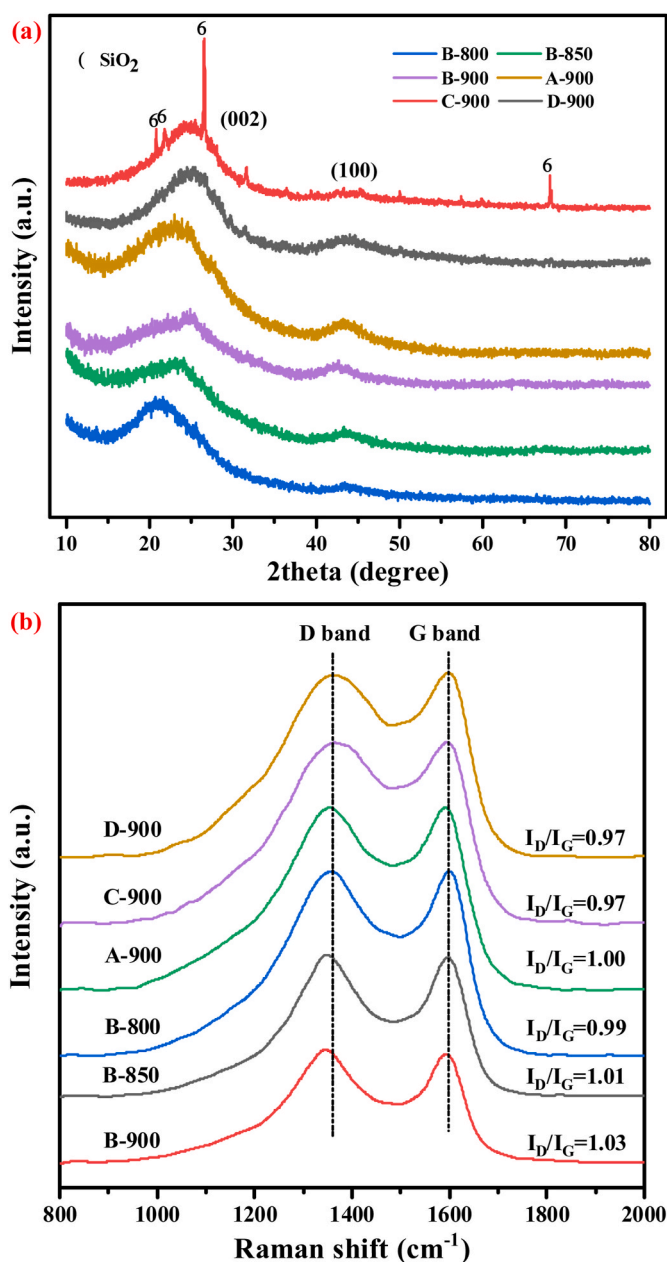 (a)
6
( SiO2
B-800
B-850
B-900
A-900
C-900
D-900
66
(002)
(100)
6
Intensity (a.u.)
10 20 30 40 50 60 70 80
2theta (degree)
(b)
D band
G band
D-900
ID/IG=0.97
C-900
ID/IG=0.97
A-900
ID/IG=1.00
B-800
ID/IG=0.99
B-850
ID/IG=1.01
B-900
ID/IG=1.03
Intensity (a.u.)
800 1000 1200 1400 1600 1800 2000
Raman shift (cm-1)